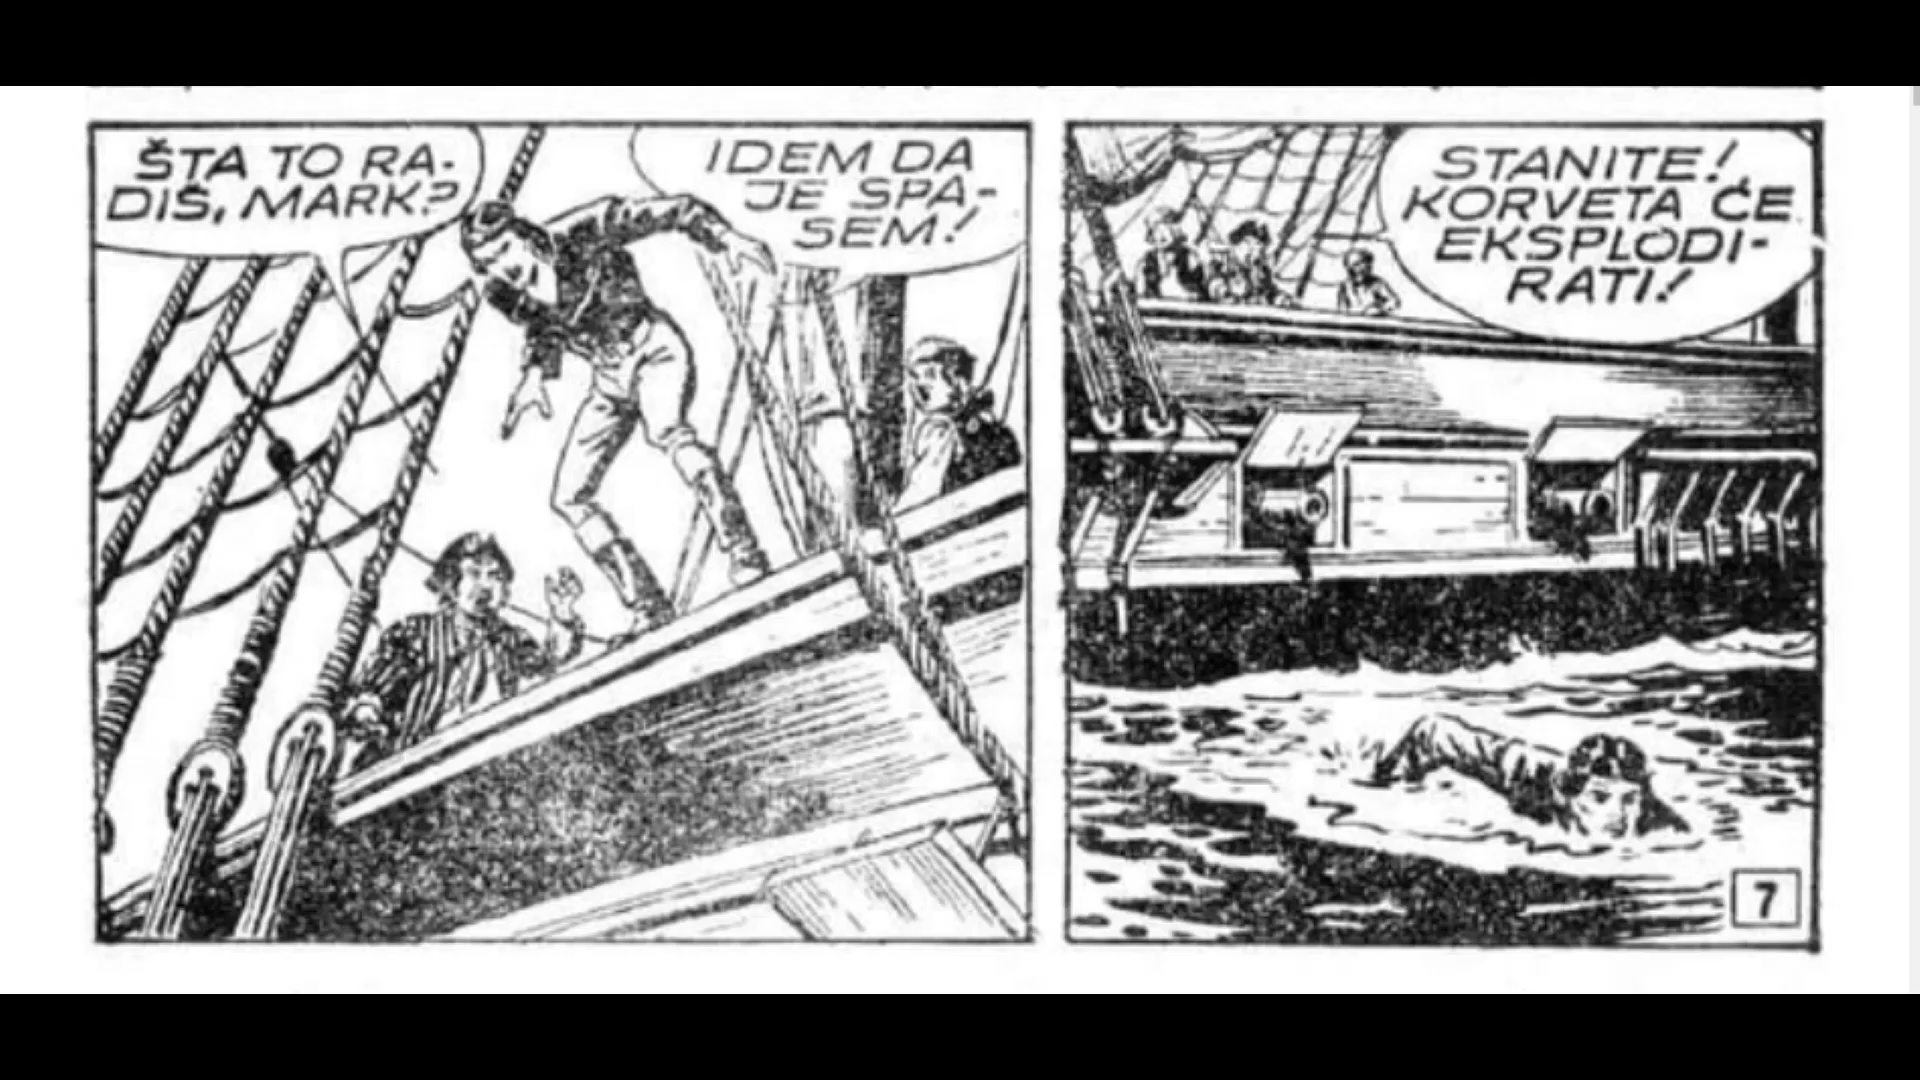 ŠTA TO RA-
DIŠ, MARK?
IDEM DA
JE SPA-
SEM!
STANITE!
KORVETA ĆE
EKSPLODI-
RATI!
7